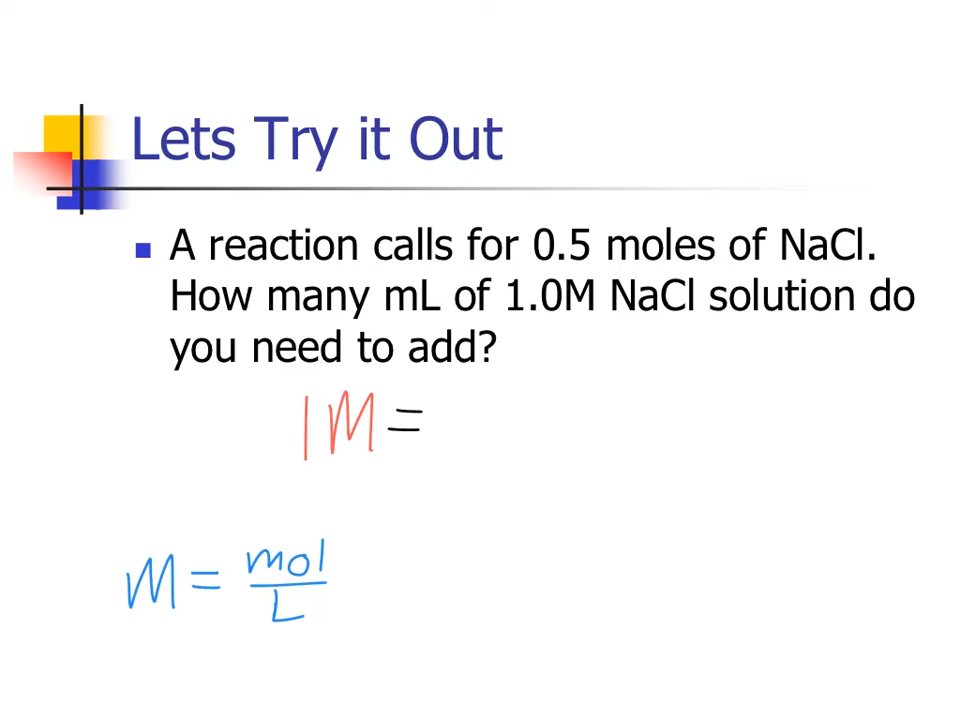 Lets Try it Out
A reaction calls for 0.5 moles of NaCl.
How many mL of 1.0M NaCl solution do
you need to add?
1 M =
M = mol
L